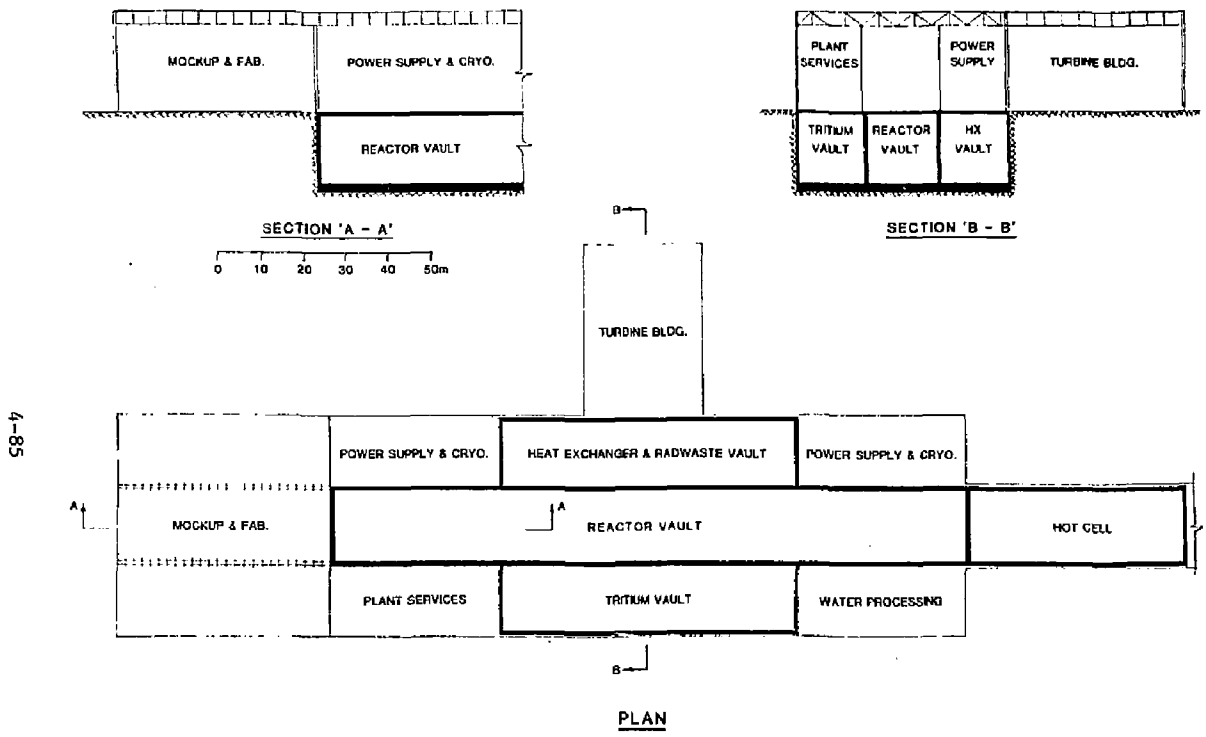 MOCKUP & FAB.
POWER SUPPLY & CRYO.
REACTOR VAULT
SECTION 'A - A'
0 10 20 30 40 50m
PLANT
SERVICES
POWER
SUPPLY
TURBINE BLDG.
TRITIUM
VAULT
REACTOR
VAULT
HX
VAULT
SECTION 'B - B'
B
TURBINE BLDG.
POWER SUPPLY & CRYO.
HEAT EXCHANGER & RADWASTE VAULT
POWER SUPPLY & CRYO.
A
MOCKUP & FAB.
A
REACTOR VAULT
HOT CELL
PLANT SERVICES
TRITIUM VAULT
WATER PROCESSING
B
PLAN
4-85